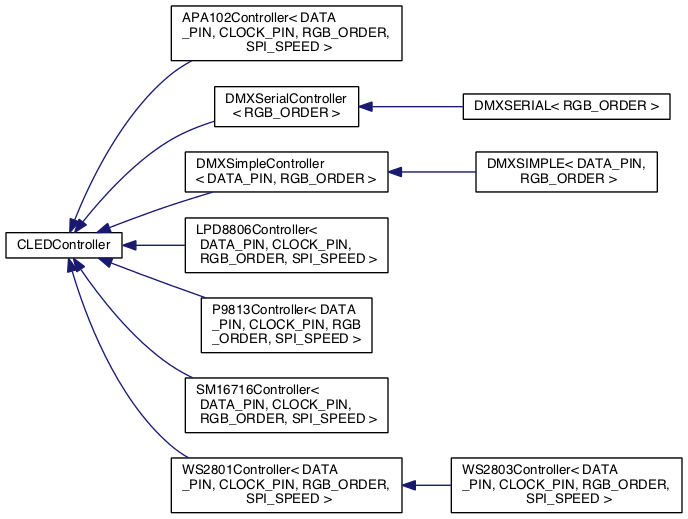 APA102Controller< DATA
_PIN, CLOCK_PIN, RGB_ORDER,
SPI_SPEED >
DMXSerialController
< RGB_ORDER >
DMXSERIAL< RGB_ORDER >
DMXSimpleController
< DATA_PIN, RGB_ORDER >
DMXSIMPLE< DATA_PIN,
RGB_ORDER >
CLEDController
LPD8806Controller<
DATA_PIN, CLOCK_PIN,
RGB_ORDER, SPI_SPEED >
P9813Controller< DATA
_PIN, CLOCK_PIN, RGB
_ORDER, SPI_SPEED >
SM16716Controller<
DATA_PIN, CLOCK_PIN,
RGB_ORDER, SPI_SPEED >
WS2801Controller< DATA
_PIN, CLOCK_PIN, RGB_ORDER,
SPI_SPEED >
WS2803Controller< DATA
_PIN, CLOCK_PIN, RGB_ORDER,
SPI_SPEED >